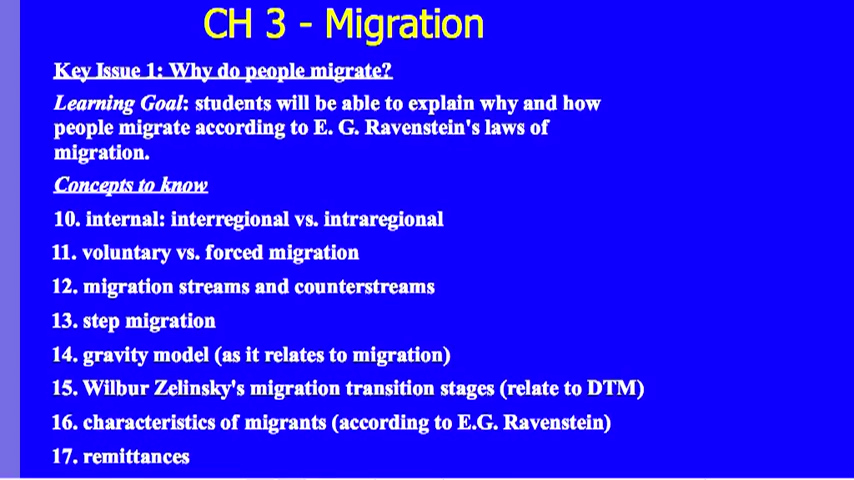 CH 3 - Migration
Key Issue 1: Why do people migrate?
Learning Goal: students will be able to explain why and how
people migrate according to E. G. Ravenstein's laws of
migration.
Concepts to know
10. internal: interregional vs. intraregional
11. voluntary vs. forced migration
12. migration streams and counterstreams
13. step migration
14. gravity model (as it relates to migration)
15. Wilbur Zelinsky's migration transition stages (relate to DTM)
16. characteristics of migrants (according to E.G. Ravenstein)
17. remittances